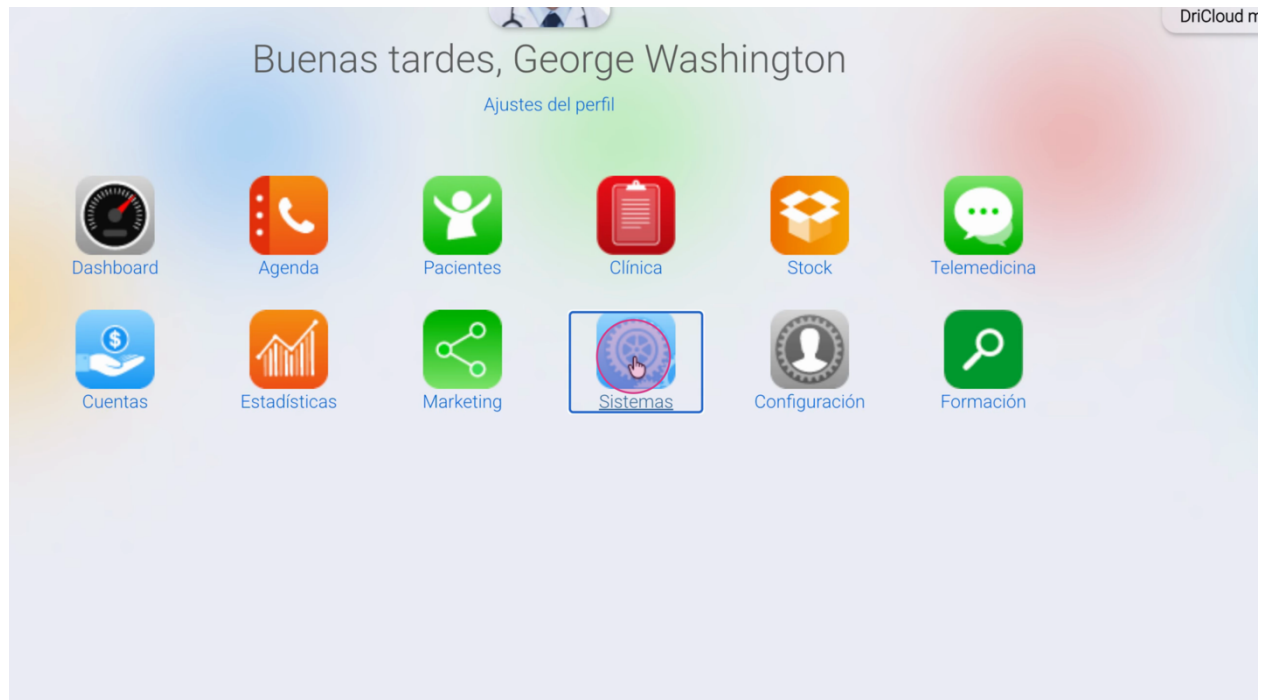 DriCloud
Buenas tardes, George Washington
Ajustes del perfil
Dashboard Agenda Pacientes Clínica Stock Telemedicina
$
Cuentas Estadísticas Marketing Sistemas Configuración Formación